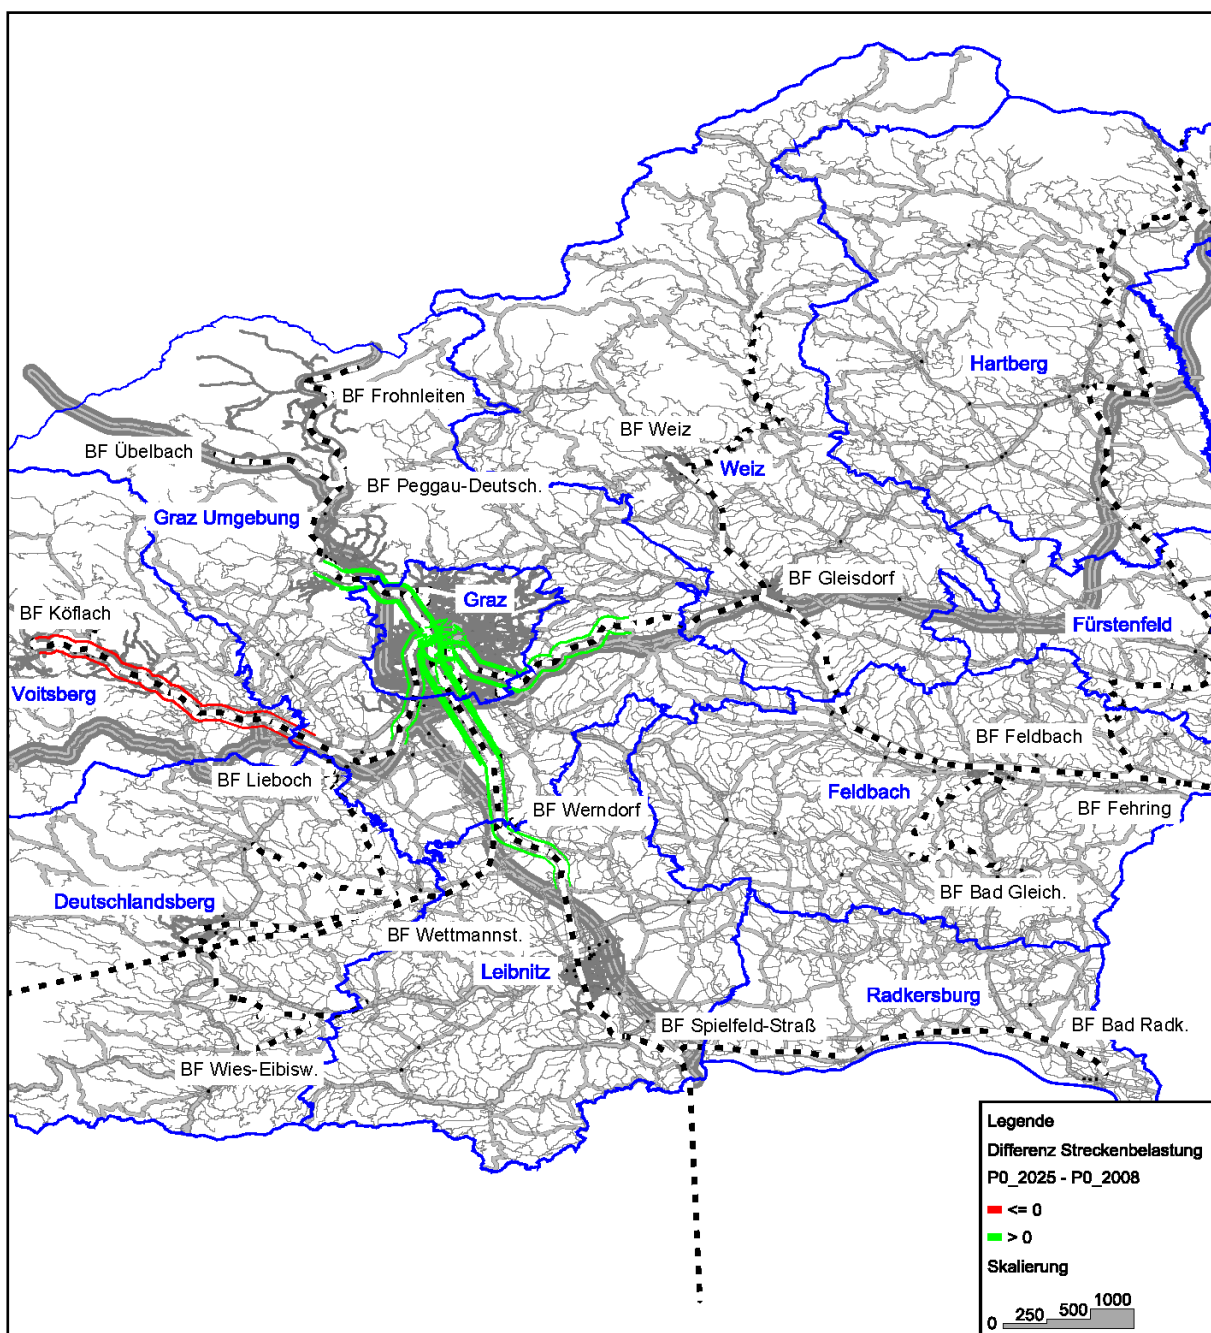 Hartberg
BF Frohnleiten
BF Weiz
BF Übelbach
Weiz
BF Peggau-Deutsch.
Graz Umgebung
BF Gleisdorf
Graz
BF Köflach
Fürstenfeld
Voitsberg
BF Feldbach
BF Lieboch
Feldbach
BF Werndorf
BF Fehring
BF Bad Gleich.
Deutschlandsberg
BF Wettmannst.
Leibnitz
Radkersburg
BF Spielfeld-Straß
BF Bad Radk.
BF Wies-Eibisw.
Legende
Differenz Streckenbelastung
P0_2025 - P0_2008
<= 0
> 0
Skalierung
0 250 500 1000